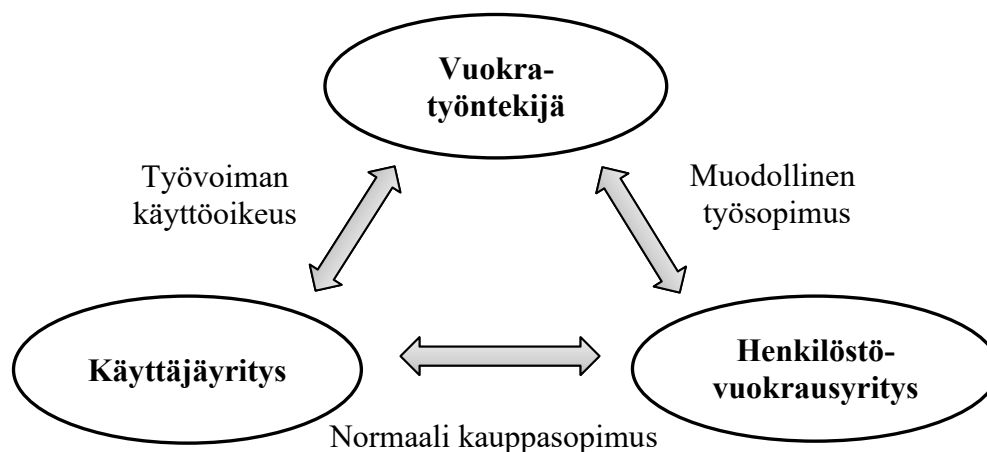 Vuokra-
työntekijä
Työvoiman
käyttöoikeus
Muodollinen
työsopimus
Käyttäjäyritys
Henkilöstö-
vuokrausyritys
Normaali kauppasopimus